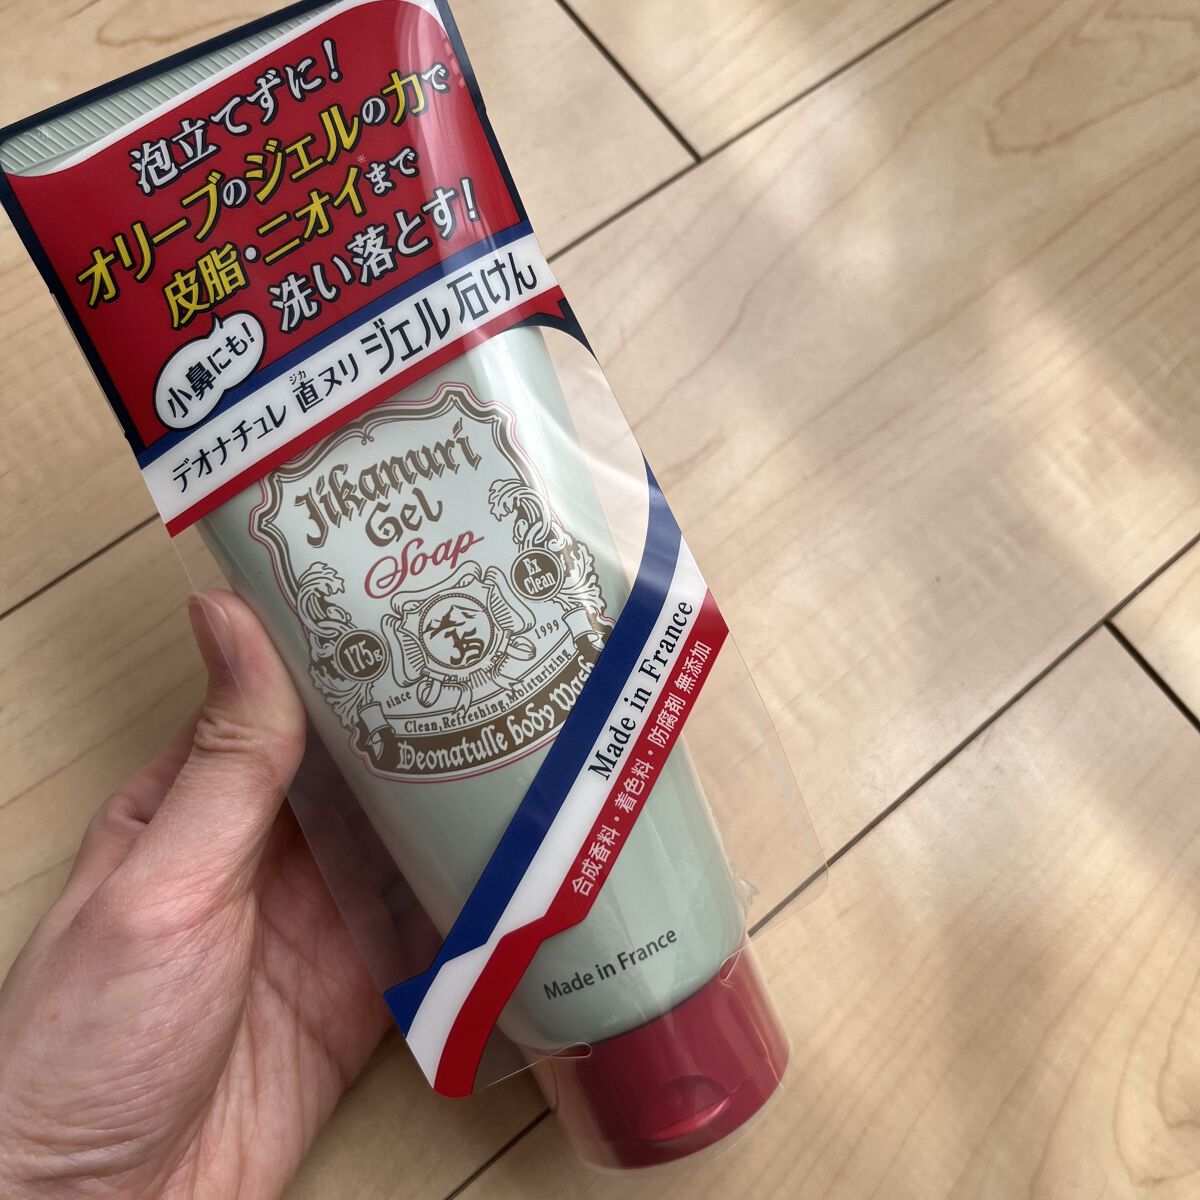 泡立てずに!
オリーブのジェルの力で
皮脂・ニオイ※まで
小鼻にも!
洗い落とす!
ジカ
デオナチュレ 直ヌリ ジェル石けん
Jikanuri
Gel
Soap
Ex
Clean
175g
since
1999
Clean, Refreshing, Moisturizing
Deonatulle body Wash
Made in France
合成香料・着色料・防腐剤 無添加
Made in France